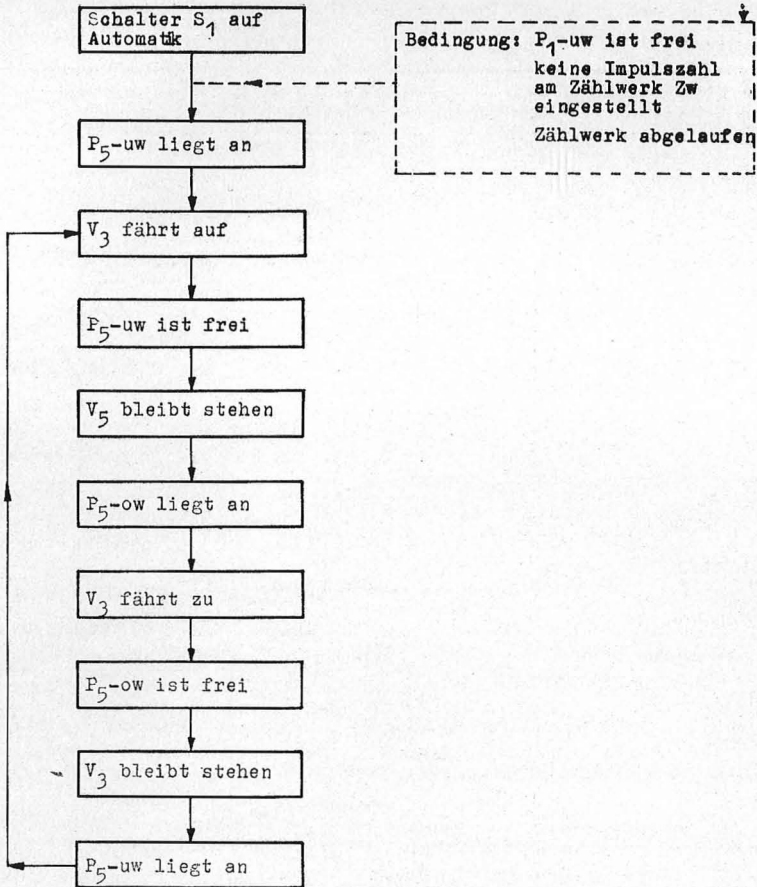 Schalter S₁ auf
Automatik
Bedingung: P₁-uw ist frei
keine Impulszahl
am Zählwerk Zw
eingestellt
Zählwerk abgelaufen
P₅-uw liegt an
V₃ fährt auf
P₅-uw ist frei
V₅ bleibt stehen
P₅-ow liegt an
V₃ fährt zu
P₅-ow ist frei
V₃ bleibt stehen
P₅-uw liegt an